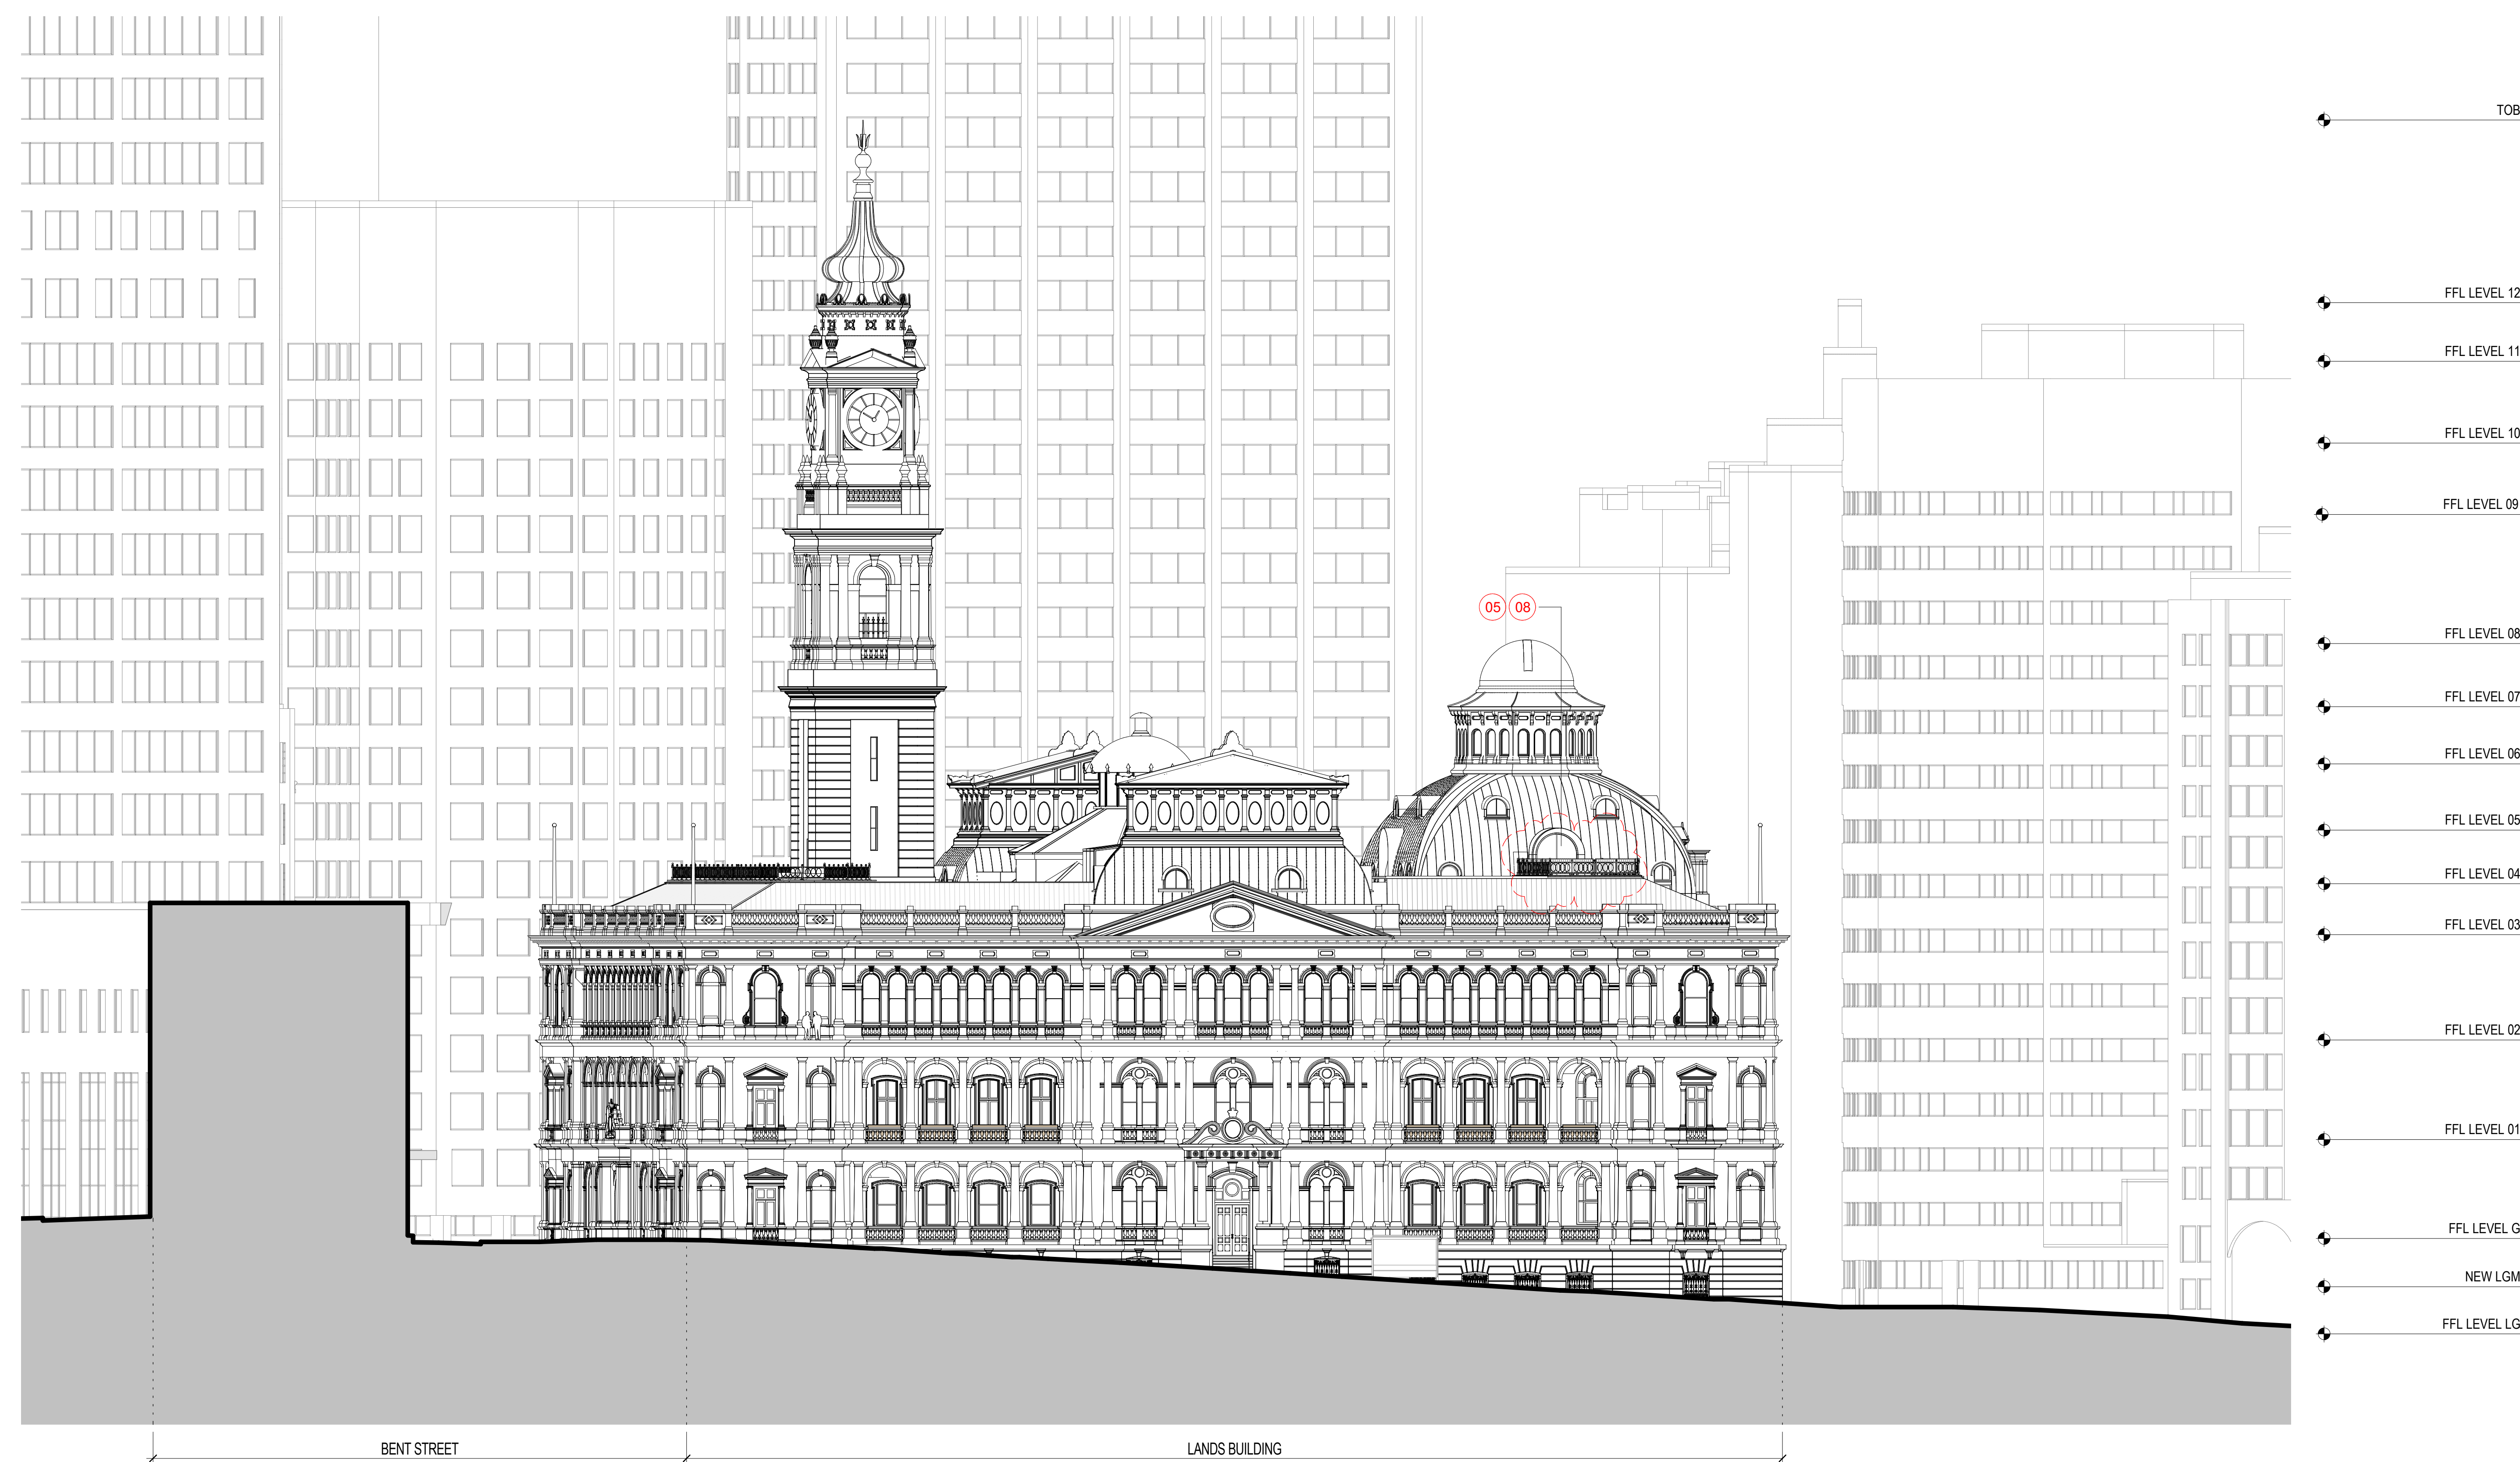 TOB
FFL LEVEL 12
FFL LEVEL 11
FFL LEVEL 10
FFL LEVEL 09
05 08
FFL LEVEL 08
FFL LEVEL 07
FFL LEVEL 06
FFL LEVEL 05
FFL LEVEL 04
FFL LEVEL 03
FFL LEVEL 02
FFL LEVEL 01
FFL LEVEL G
NEW LGM
FFL LEVEL LG
BENT STREET LANDS BUILDING